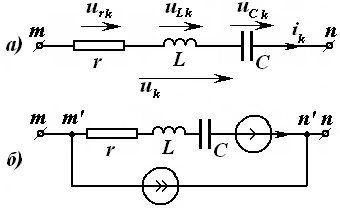 u_rk u_Lk u_Ck
а) m r L C i_k n
u_k
б) m m' r L C n' n